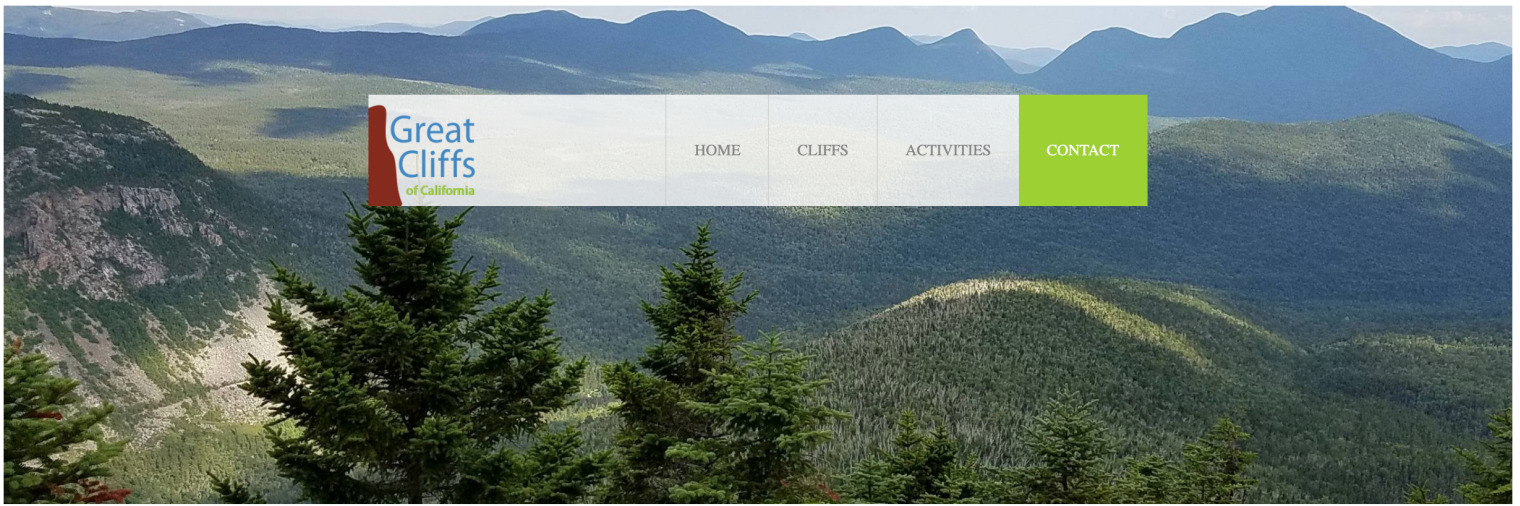 Great
Cliffs
of California
HOME
CLIFFS
ACTIVITIES
CONTACT